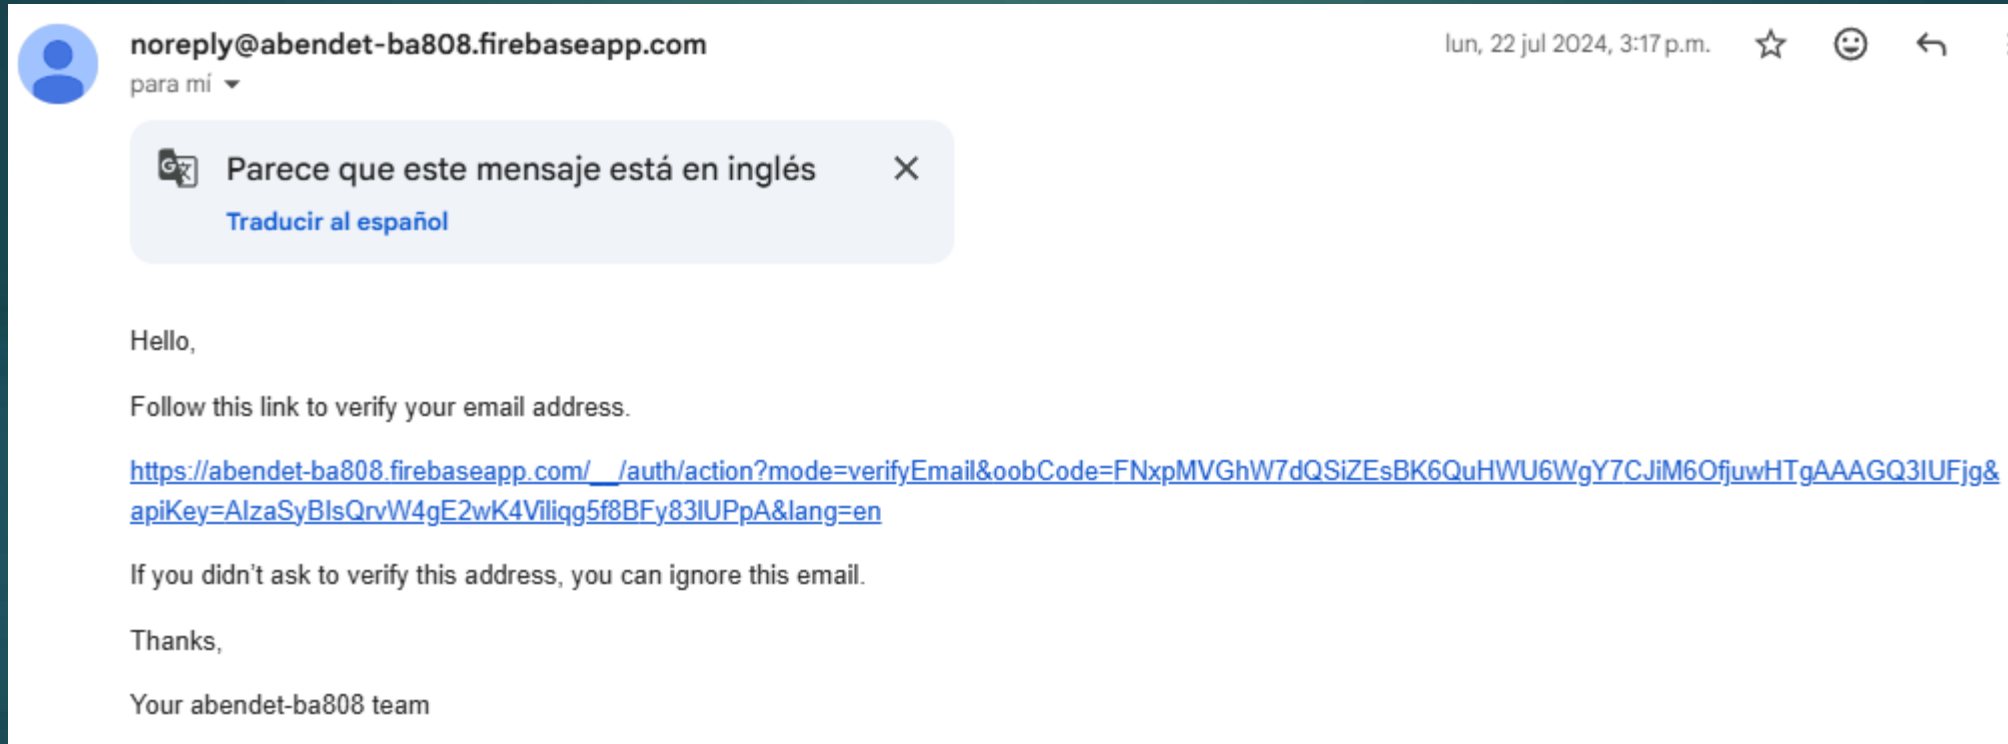 noreply@abendet-ba808.firebaseapp.com
lun, 22 jul 2024, 3:17 p.m.
para mí
Parece que este mensaje está en inglés
Traducir al español
Hello,
Follow this link to verify your email address.
https://abendet-ba808.firebaseapp.com/__/auth/action?mode=verifyEmail&oobCode=FNxpMVGhW7dQSiZEsBK6QuHWU6WgY7CJiM6OfjuwHTgAAAGQ3IUFjg&
apiKey=AIzaSyBIsQrvW4gE2wK4Viliqg5f8BFy83IUPpA&lang=en
If you didn't ask to verify this address, you can ignore this email.
Thanks,
Your abendet-ba808 team